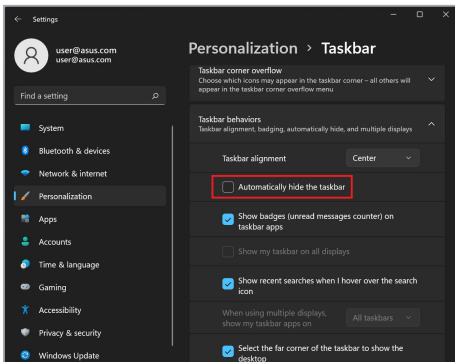 Settings
user@asus.com
user@asus.com
Find a setting
System
Bluetooth & devices
Network & internet
Personalization
Apps
Accounts
Time & language
Gaming
Accessibility
Privacy & security
Windows Update
Personalization > Taskbar
Taskbar corner overflow
Choose which icons may appear in the taskbar corner – all others will
appear in the taskbar corner overflow menu
Taskbar behaviors
Taskbar alignment, badging, automatically hide, and multiple displays
Taskbar alignment
Center
Automatically hide the taskbar
Show badges (unread messages counter) on
taskbar apps
Show my taskbar on all displays
Show recent searches when I hover over the search
icon
When using multiple displays,
show my taskbar apps on
All taskbars
Select the far corner of the taskbar to show the
desktop